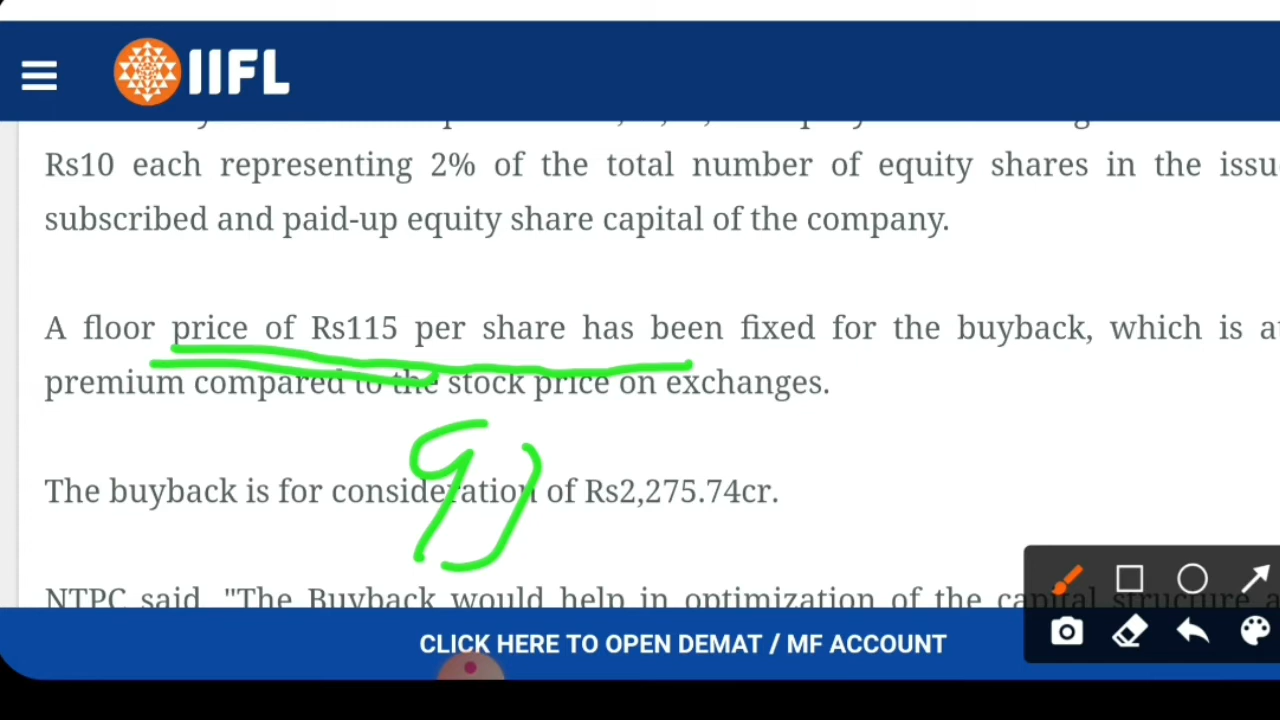 IIFL
Rs10 each representing 2% of the total number of equity shares in the
subscribed and paid-up equity share capital of the company.
A floor price of Rs115 per share has been fixed for the buyback, which is
premium compared to the stock price on exchanges.
The buyback is for consideration of Rs2,275.74cr.
NTPC said, "The Buyback would help in optimization of the capital structure
CLICK HERE TO OPEN DEMAT / MF ACCOUNT